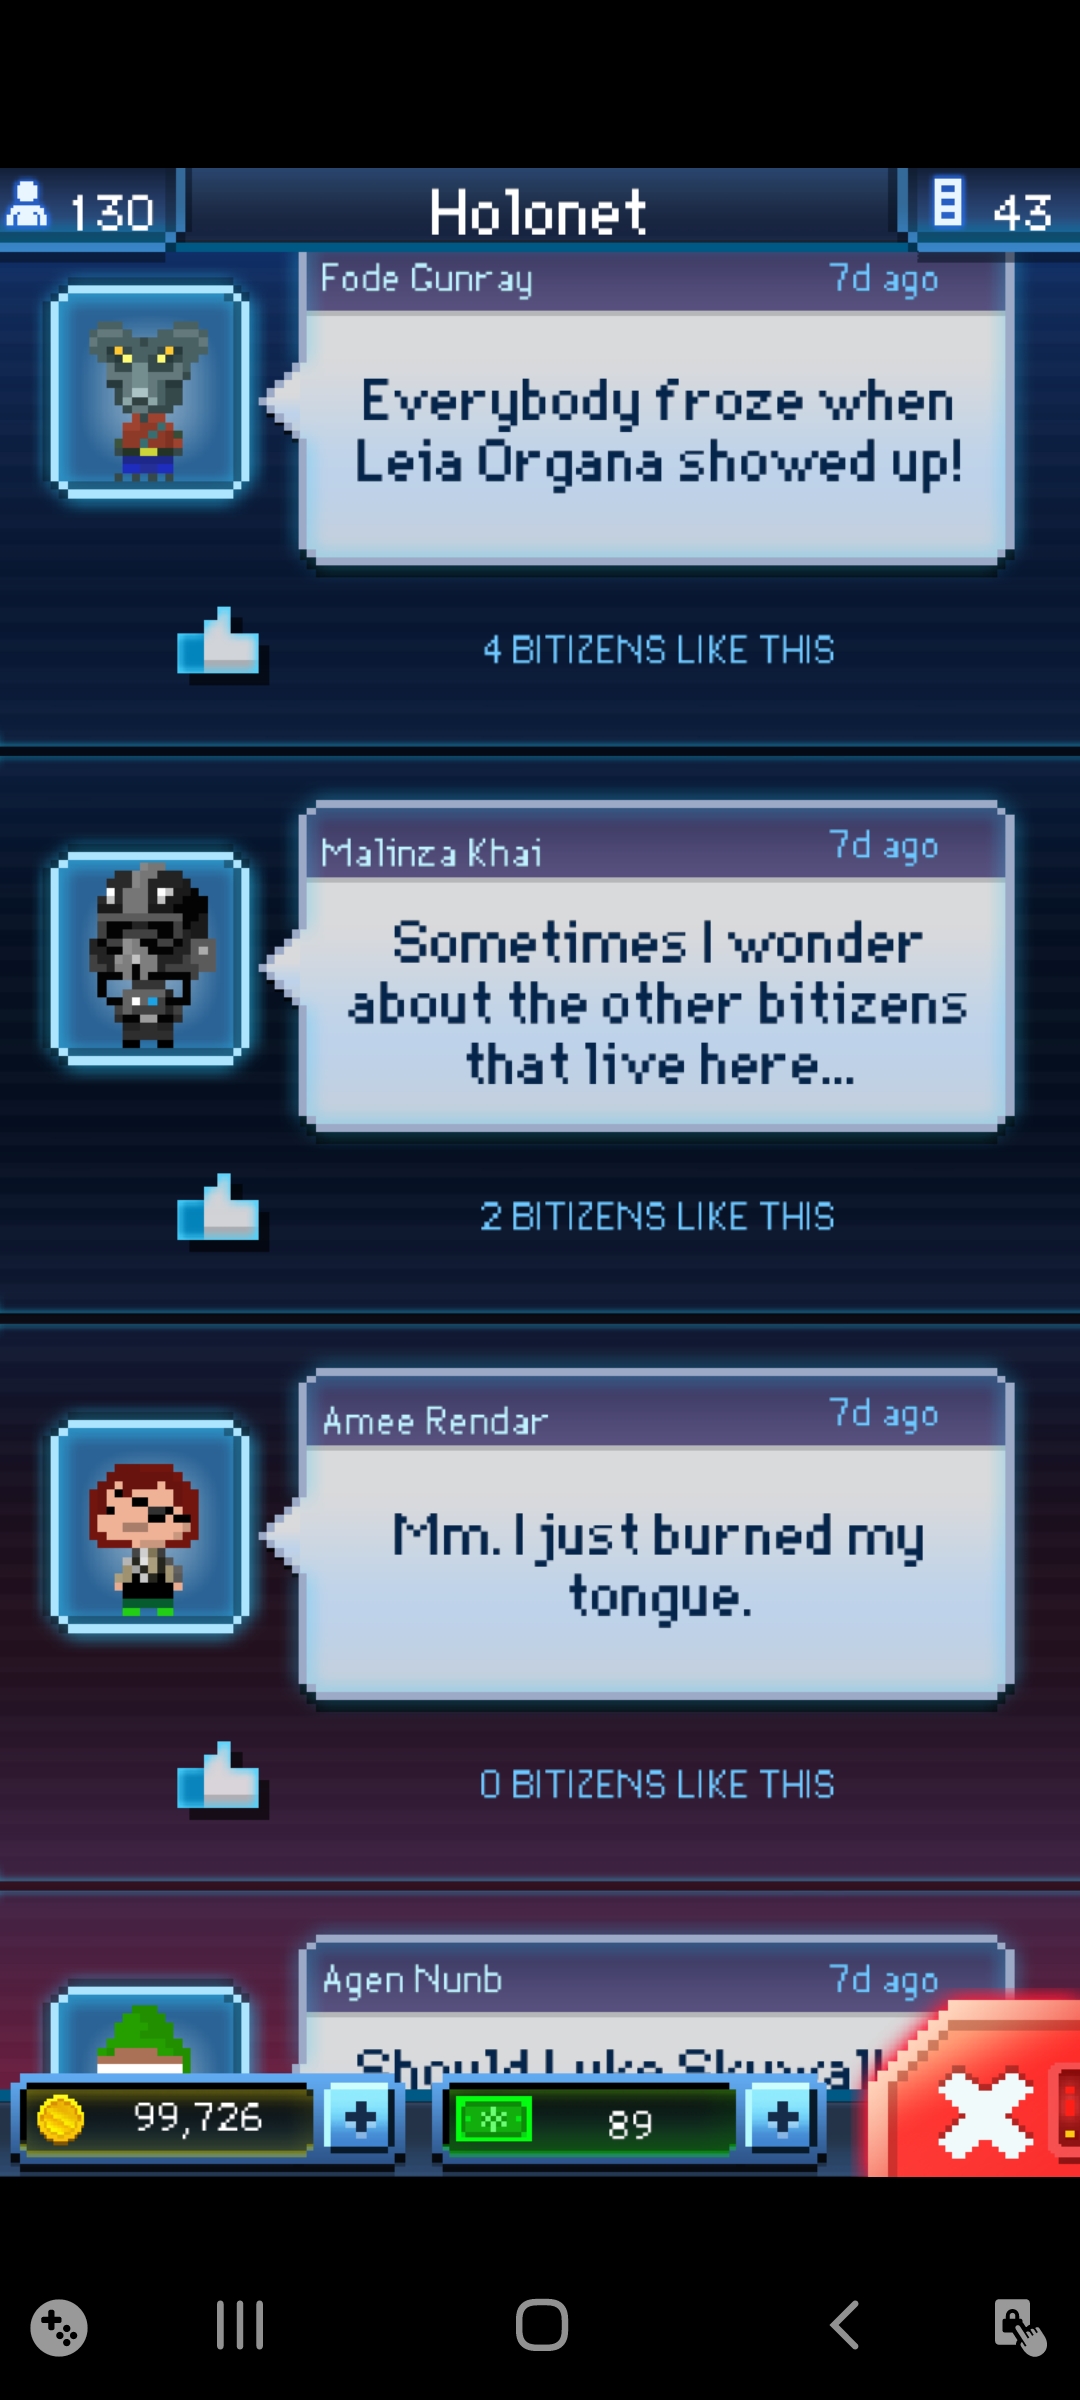 130
Holonet
43
Fode Gunray
7d ago
Everybody froze when
Leia Organa showed up!
4 BITIZENS LIKE THIS
Malinza Khai
7d ago
Sometimes I wonder
about the other bitizens
that live here...
2 BITIZENS LIKE THIS
Amee Rendar
7d ago
Mm. I just burned my
tongue.
0 BITIZENS LIKE THIS
Agen Nunb
7d ago
Should Luke
99,726
89